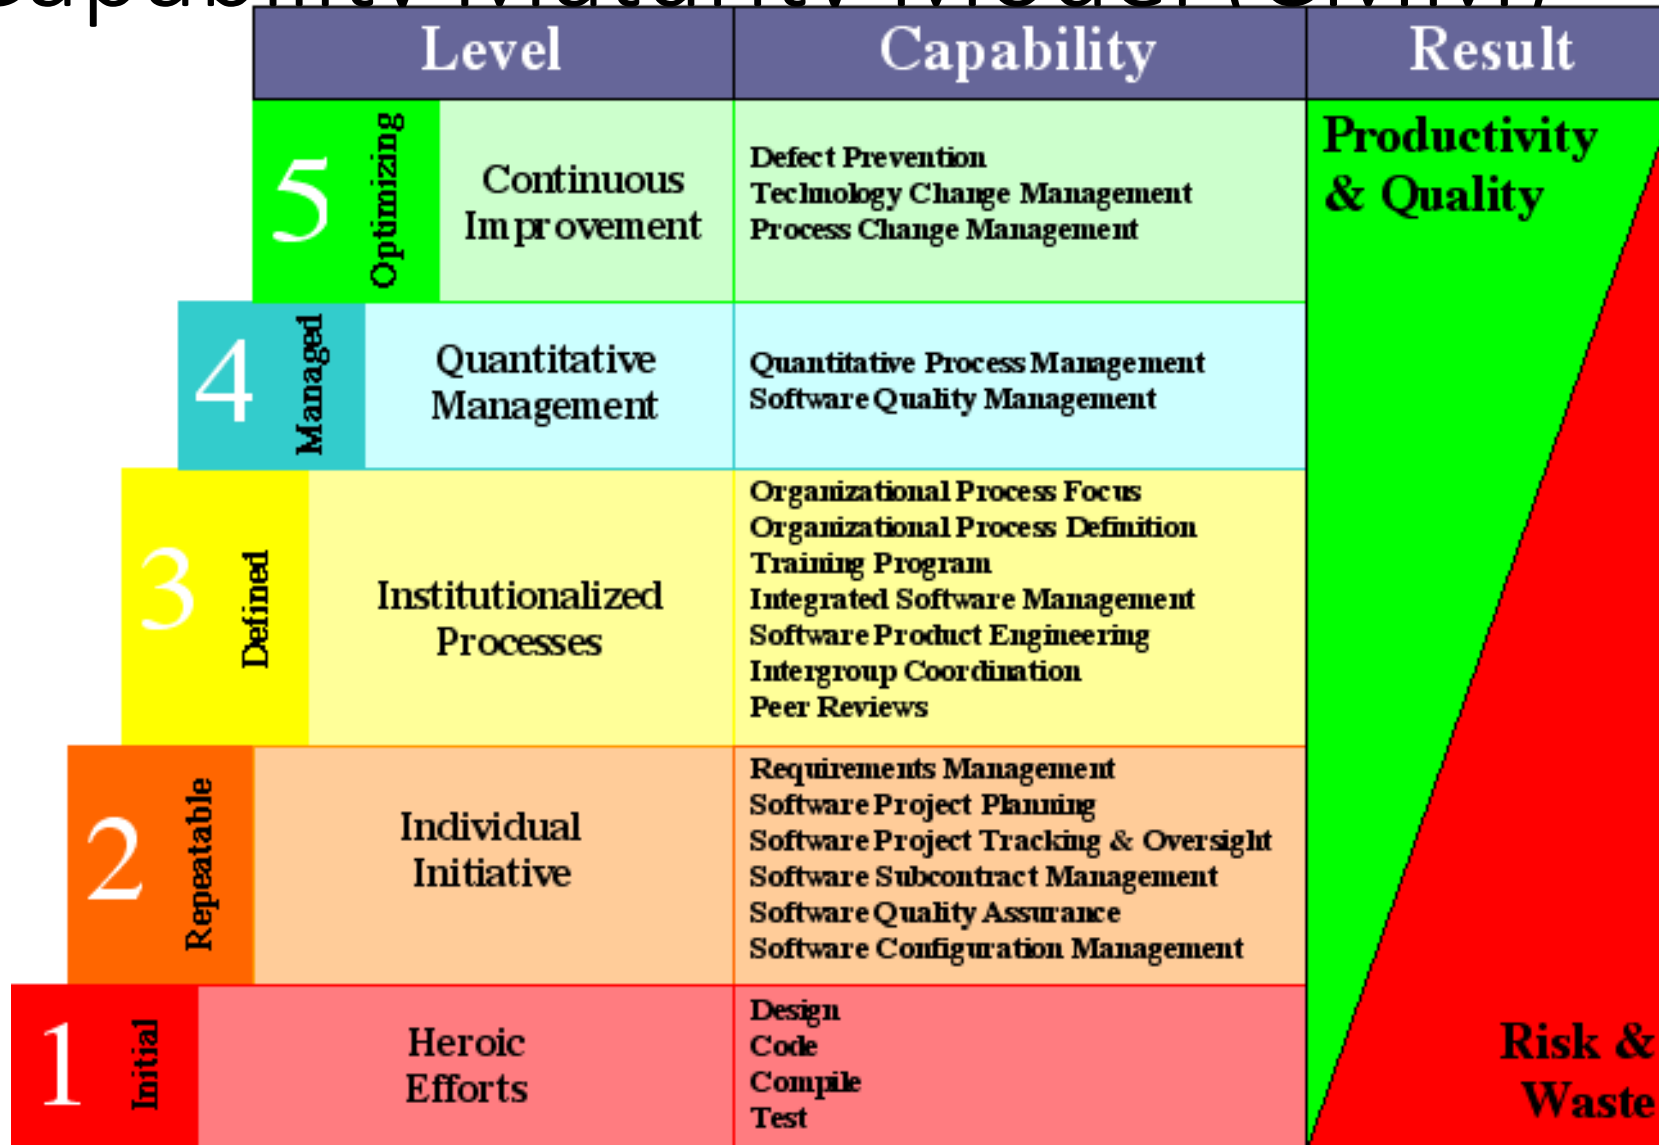 Capability Maturity Model (CMM)
Level Capability Result
5 Optimizing
Continuous
Improvement
Defect Prevention
Technology Change Management
Process Change Management
Productivity
& Quality
4 Managed
Quantitative
Management
Quantitative Process Management
Software Quality Management
3 Defined
Institutionalized
Processes
Organizational Process Focus
Organizational Process Definition
Training Program
Integrated Software Management
Software Product Engineering
Intergroup Coordination
Peer Reviews
2 Repeatable
Individual
Initiative
Requirements Management
Software Project Planning
Software Project Tracking & Oversight
Software Subcontract Management
Software Quality Assurance
Software Configuration Management
1 Initial
Heroic
Efforts
Design
Code
Compile
Test
Risk &
Waste